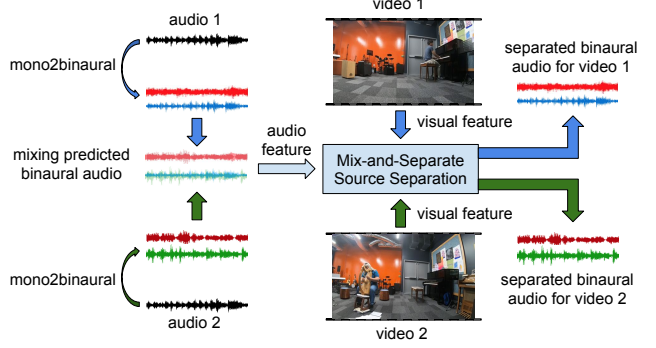 audio 1
video 1
mono2binaural
separated binaural
audio for video 1
visual feature
audio
feature
mixing predicted
binaural audio
Mix-and-Separate
Source Separation
visual feature
mono2binaural
separated binaural
audio for video 2
audio 2
video 2